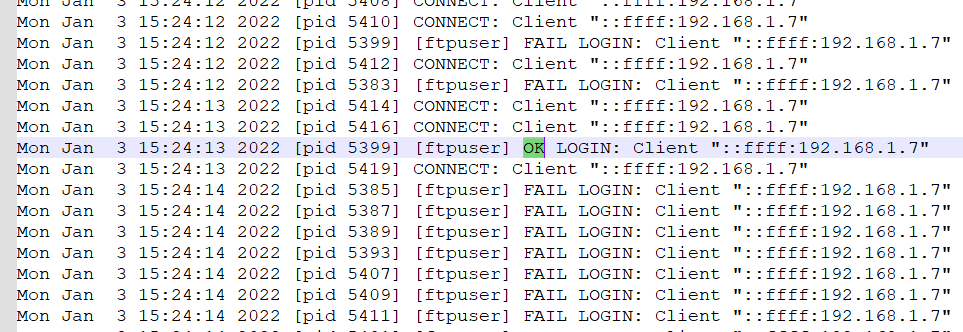 Mon Jan  3 15:24:12 2022 [pid 5408] CONNECT: Client "::ffff:192.168.1.7"
Mon Jan  3 15:24:12 2022 [pid 5410] CONNECT: Client "::ffff:192.168.1.7"
Mon Jan  3 15:24:12 2022 [pid 5399] [ftpuser] FAIL LOGIN: Client "::ffff:192.168.1.7"
Mon Jan  3 15:24:12 2022 [pid 5412] CONNECT: Client "::ffff:192.168.1.7"
Mon Jan  3 15:24:12 2022 [pid 5383] [ftpuser] FAIL LOGIN: Client "::ffff:192.168.1.7"
Mon Jan  3 15:24:13 2022 [pid 5414] CONNECT: Client "::ffff:192.168.1.7"
Mon Jan  3 15:24:13 2022 [pid 5416] CONNECT: Client "::ffff:192.168.1.7"
Mon Jan  3 15:24:13 2022 [pid 5399] [ftpuser] OK LOGIN: Client "::ffff:192.168.1.7"
Mon Jan  3 15:24:13 2022 [pid 5419] CONNECT: Client "::ffff:192.168.1.7"
Mon Jan  3 15:24:14 2022 [pid 5385] [ftpuser] FAIL LOGIN: Client "::ffff:192.168.1.7"
Mon Jan  3 15:24:14 2022 [pid 5387] [ftpuser] FAIL LOGIN: Client "::ffff:192.168.1.7"
Mon Jan  3 15:24:14 2022 [pid 5389] [ftpuser] FAIL LOGIN: Client "::ffff:192.168.1.7"
Mon Jan  3 15:24:14 2022 [pid 5393] [ftpuser] FAIL LOGIN: Client "::ffff:192.168.1.7"
Mon Jan  3 15:24:14 2022 [pid 5407] [ftpuser] FAIL LOGIN: Client "::ffff:192.168.1.7"
Mon Jan  3 15:24:14 2022 [pid 5409] [ftpuser] FAIL LOGIN: Client "::ffff:192.168.1.7"
Mon Jan  3 15:24:14 2022 [pid 5411] [ftpuser] FAIL LOGIN: Client "::ffff:192.168.1.7"